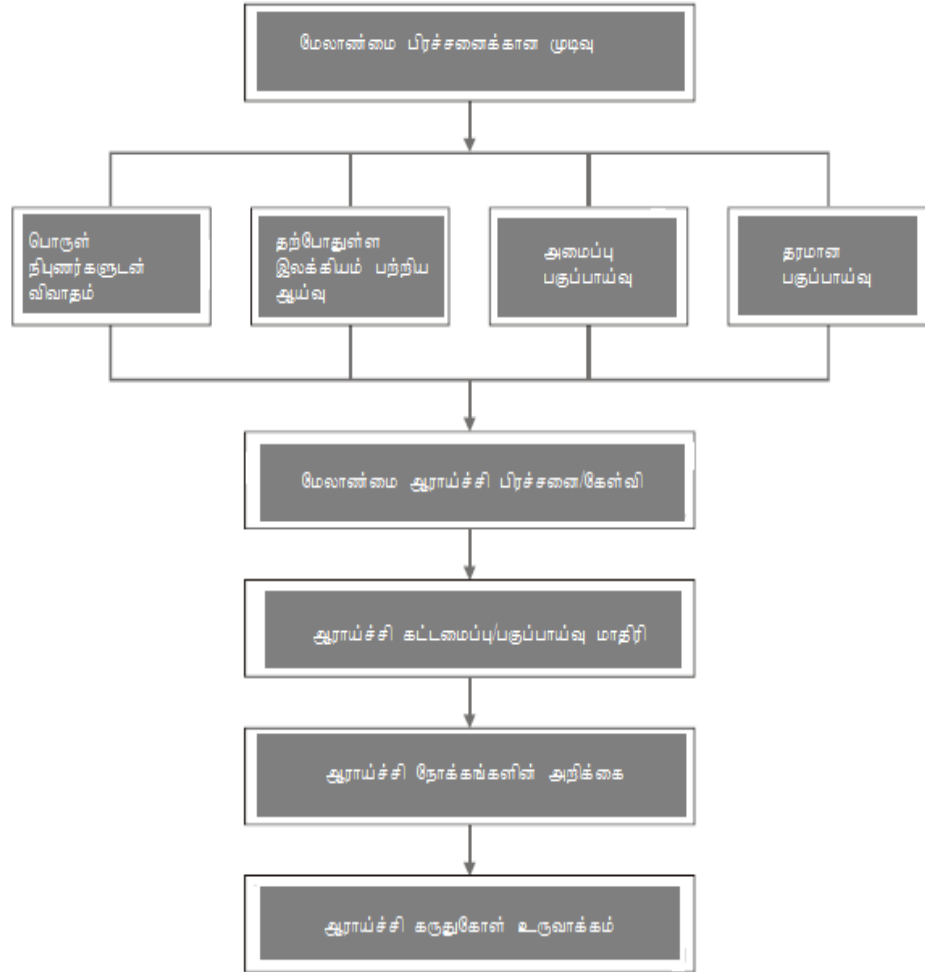 மேலாண்மை பிரச்சனைக்கான முடிவு
பொருள்
நிபுணர்களுடன்
விவாதம்
தற்போதுள்ள
இலக்கியம் பற்றிய
ஆய்வு
அமைப்பு
பகுப்பாய்வு
தரமான
பகுப்பாய்வு
மேலாண்மை ஆராய்ச்சி பிரச்சனை/கேள்வி
ஆராய்ச்சி கட்டமைப்பு/பகுப்பாய்வு மாதிரி
ஆராய்ச்சி நோக்கங்களின் அறிக்கை
ஆராய்ச்சி கருதுகோள் உருவாக்கம்